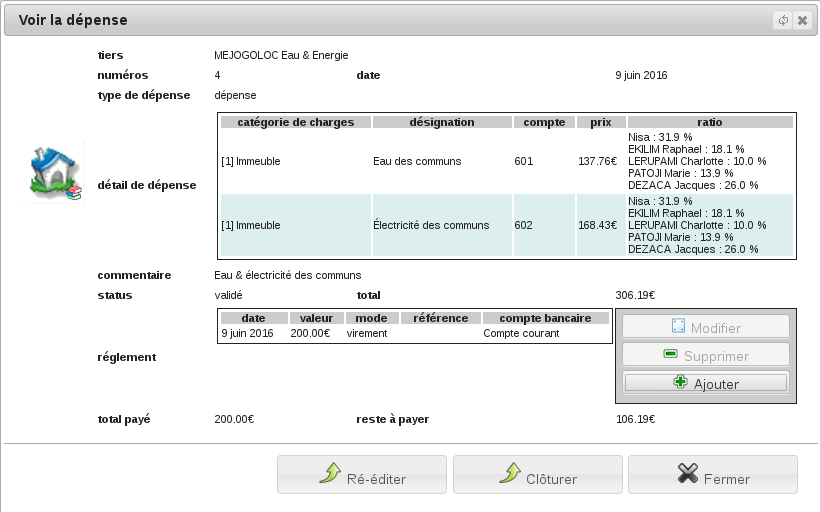 Voir la dépense
tiers MEJOGOLOC Eau & Energie
numéros 4 date 9 juin 2016
type de dépense dépense
détail de dépense
catégorie de charges désignation compte prix ratio
[1] Immeuble Eau des communs 601 137.76€
Nisa : 31.9 %
EKILIM Raphael : 18.1 %
LERUPAMI Charlotte : 10.0 %
PATOJI Marie : 13.9 %
DEZACA Jacques : 26.0 %
[1] Immeuble Électricité des communs 602 168.43€
Nisa : 31.9 %
EKILIM Raphael : 18.1 %
LERUPAMI Charlotte : 10.0 %
PATOJI Marie : 13.9 %
DEZACA Jacques : 26.0 %
commentaire Eau & électricité des communs
status validé total 306.19€
réglement
date valeur mode référence compte bancaire
9 juin 2016 200.00€ virement Compte courant
Modifier
Supprimer
Ajouter
total payé 200.00€ reste à payer 106.19€
Ré-éditer Clôturer Fermer